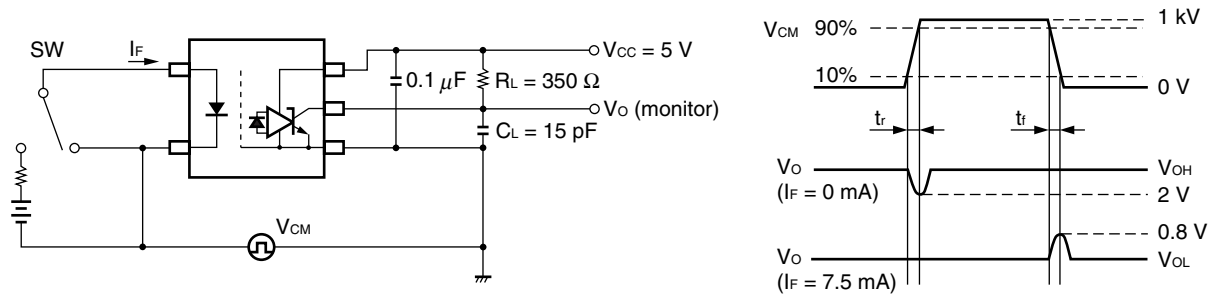 SW
IF
VCC = 5 V
0.1 μF
RL = 350 Ω
VO (monitor)
CL = 15 pF
VCM
VCM 90%
1 kV
10%
0 V
tr
tf
VO
(IF = 0 mA)
VOH
2 V
0.8 V
VO
(IF = 7.5 mA)
VOL